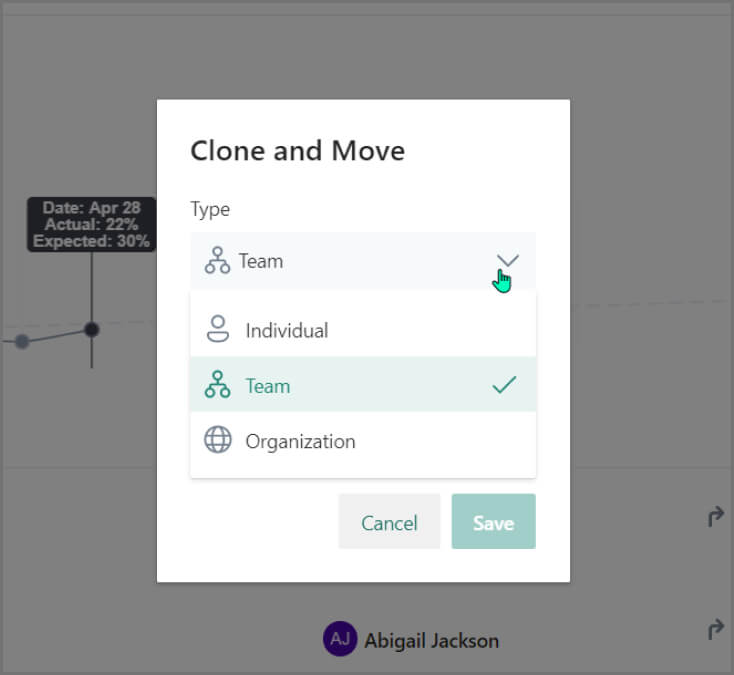 Clone and Move
Type
Date: Apr 28
Actual: 22%
Expected: 30%
Team
Individual
Team
Organization
Cancel
Save
AJ
Abigail Jackson